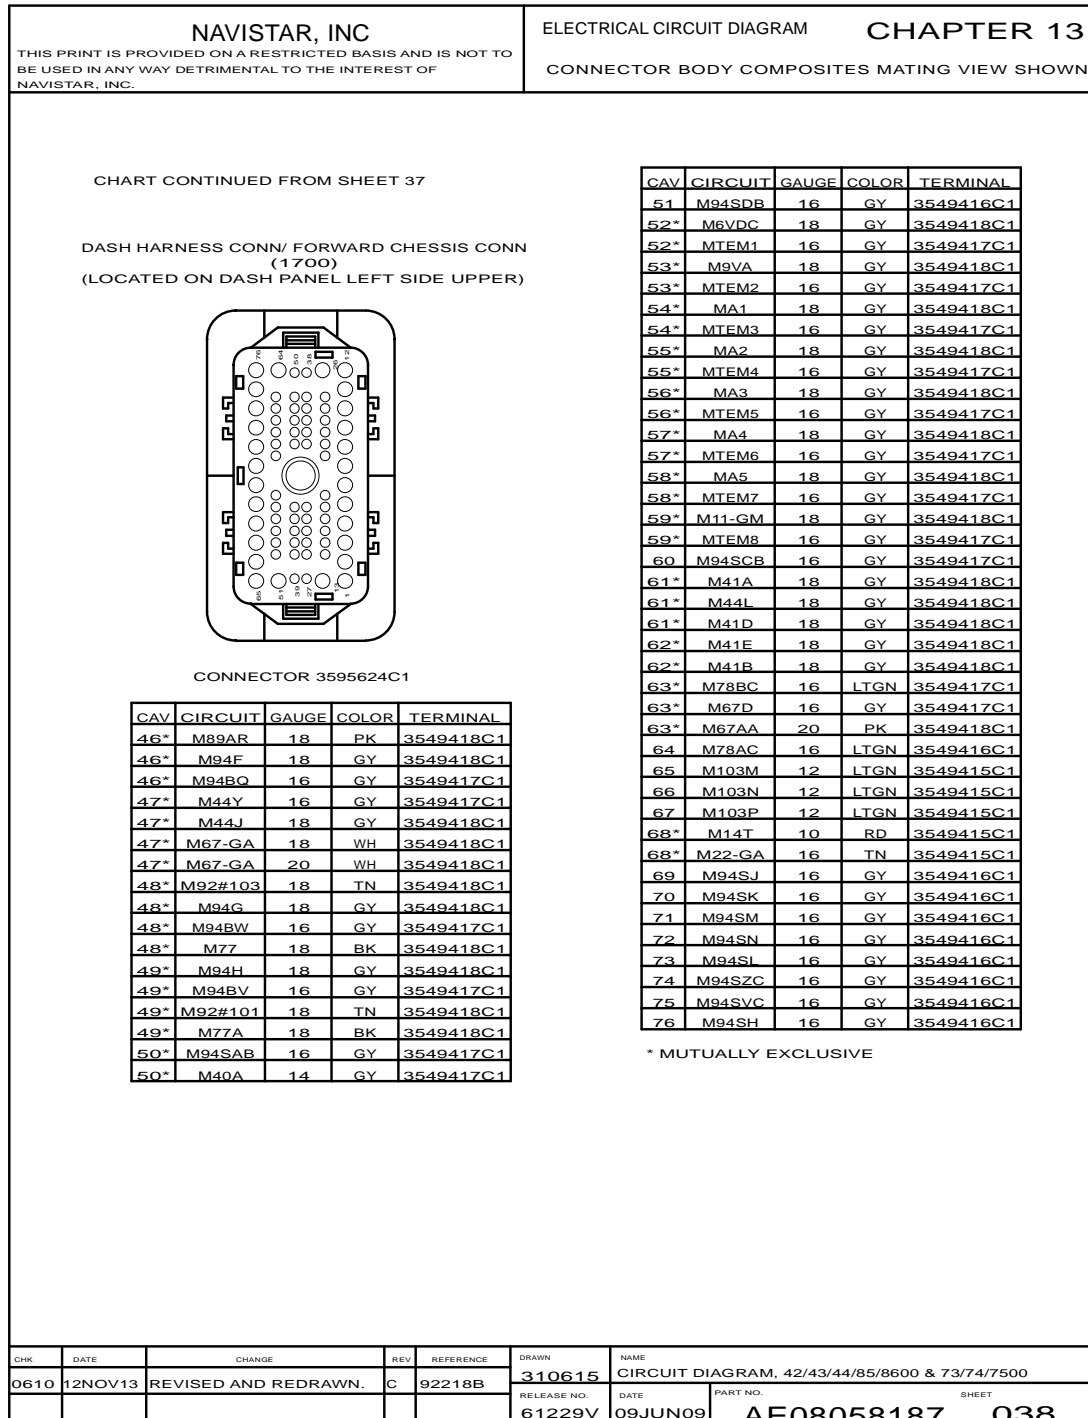 NAVISTAR, INC
THIS PRINT IS PROVIDED ON A RESTRICTED BASIS AND IS NOT TO
BE USED IN ANY WAY DETRIMENTAL TO THE INTEREST OF
NAVISTAR, INC.
ELECTRICAL CIRCUIT DIAGRAM CHAPTER 13
CONNECTOR BODY COMPOSITES MATING VIEW SHOWN
CHART CONTINUED FROM SHEET 37
DASH HARNESS CONN/ FORWARD CHESSIS CONN
(1700)
(LOCATED ON DASH PANEL LEFT SIDE UPPER)
76 64 50 38 26 12
65 51 39 27 13 1
CONNECTOR 3595624C1
CAV CIRCUIT GAUGE COLOR TERMINAL
46* M89AR 18 PK 3549418C1
46* M94F 18 GY 3549418C1
46* M94BQ 16 GY 3549417C1
47* M44Y 16 GY 3549417C1
47* M44J 18 GY 3549418C1
47* M67-GA 18 WH 3549418C1
47* M67-GA 20 WH 3549418C1
48* M92#103 18 TN 3549418C1
48* M94G 18 GY 3549418C1
48* M94BW 16 GY 3549417C1
48* M77 18 BK 3549418C1
49* M94H 18 GY 3549418C1
49* M94BV 16 GY 3549417C1
49* M92#101 18 TN 3549418C1
49* M77A 18 BK 3549418C1
50* M94SAB 16 GY 3549417C1
50* M40A 14 GY 3549417C1
CAV CIRCUIT GAUGE COLOR TERMINAL
51 M94SDB 16 GY 3549416C1
52* M6VDC 18 GY 3549418C1
52* MTEM1 16 GY 3549417C1
53* M9VA 18 GY 3549418C1
53* MTEM2 16 GY 3549417C1
54* MA1 18 GY 3549418C1
54* MTEM3 16 GY 3549417C1
55* MA2 18 GY 3549418C1
55* MTEM4 16 GY 3549417C1
56* MA3 18 GY 3549418C1
56* MTEM5 16 GY 3549417C1
57* MA4 18 GY 3549418C1
57* MTEM6 16 GY 3549417C1
58* MA5 18 GY 3549418C1
58* MTEM7 16 GY 3549417C1
59* M11-GM 18 GY 3549418C1
59* MTEM8 16 GY 3549417C1
60 M94SCB 16 GY 3549417C1
61* M41A 18 GY 3549418C1
61* M44L 18 GY 3549418C1
61* M41D 18 GY 3549418C1
62* M41E 18 GY 3549418C1
62* M41B 18 GY 3549418C1
63* M78BC 16 LTGN 3549417C1
63* M67D 16 GY 3549417C1
63* M67AA 20 PK 3549418C1
64 M78AC 16 LTGN 3549416C1
65 M103M 12 LTGN 3549415C1
66 M103N 12 LTGN 3549415C1
67 M103P 12 LTGN 3549415C1
68* M14T 10 RD 3549415C1
68* M22-GA 16 TN 3549415C1
69 M94SJ 16 GY 3549416C1
70 M94SK 16 GY 3549416C1
71 M94SM 16 GY 3549416C1
72 M94SN 16 GY 3549416C1
73 M94SL 16 GY 3549416C1
74 M94SZC 16 GY 3549416C1
75 M94SVC 16 GY 3549416C1
76 M94SH 16 GY 3549416C1
* MUTUALLY EXCLUSIVE
CHK DATE CHANGE REV REFERENCE
0610 12NOV13 REVISED AND REDRAWN. C 92218B
DRAWN NAME
310615 CIRCUIT DIAGRAM, 42/43/44/85/8600 & 73/74/7500
RELEASE NO. DATE PART NO. SHEET
61229V 09JUN09 AE08058187 038